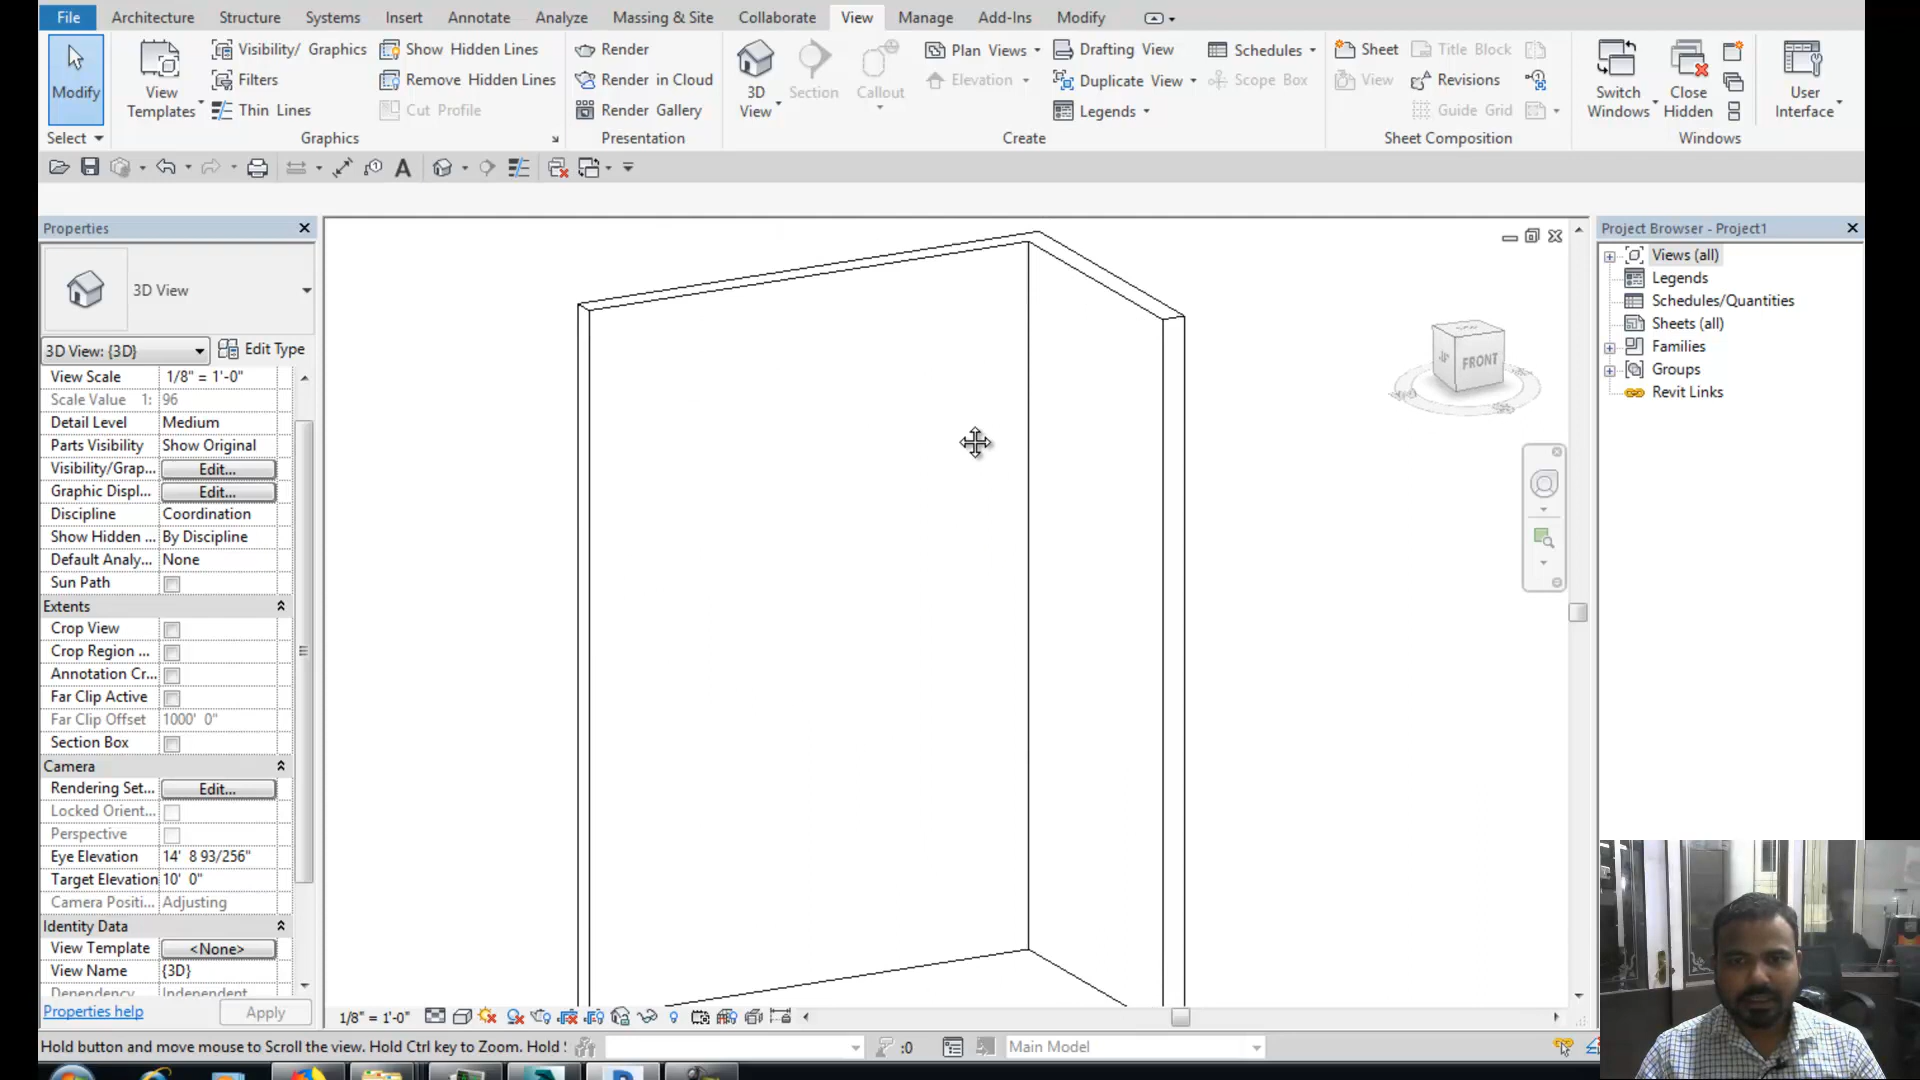 File Architecture Structure Systems Insert Annotate Analyze Massing & Site Collaborate View Manage Add-Ins Modify
Modify
Select
View Templates
Visibility/ Graphics
Filters
Thin Lines
Show Hidden Lines
Remove Hidden Lines
Cut Profile
Graphics
Render
Render in Cloud
Render Gallery
Presentation
3D View
Section
Callout
Plan Views
Elevation
Drafting View
Duplicate View
Legends
Schedules
Scope Box
Create
Sheet
View
Title Block
Revisions
Guide Grid
Sheet Composition
Switch Windows
Close Hidden
Windows
User Interface
A
Properties
3D View
3D View: {3D} Edit Type
View Scale 1/8" = 1'-0"
Scale Value 1: 96
Detail Level Medium
Parts Visibility Show Original
Visibility/Grap... Edit...
Graphic Displ... Edit...
Discipline Coordination
Show Hidden ... By Discipline
Default Analy... None
Sun Path
Extents
Crop View
Crop Region ...
Annotation Cr...
Far Clip Active
Far Clip Offset 1000' 0"
Section Box
Camera
Rendering Set... Edit...
Locked Orient...
Perspective
Eye Elevation 14' 8 93/256"
Target Elevation 10' 0"
Camera Positi... Adjusting
Identity Data
View Template <None>
View Name {3D}
Dependency Independent
Properties help Apply
FRONT
Project Browser - Project1
Views (all)
Legends
Schedules/Quantities
Sheets (all)
Families
Groups
Revit Links
1/8" = 1'-0"
Hold button and move mouse to Scroll the view. Hold Ctrl key to Zoom. Hold
:0
Main Model